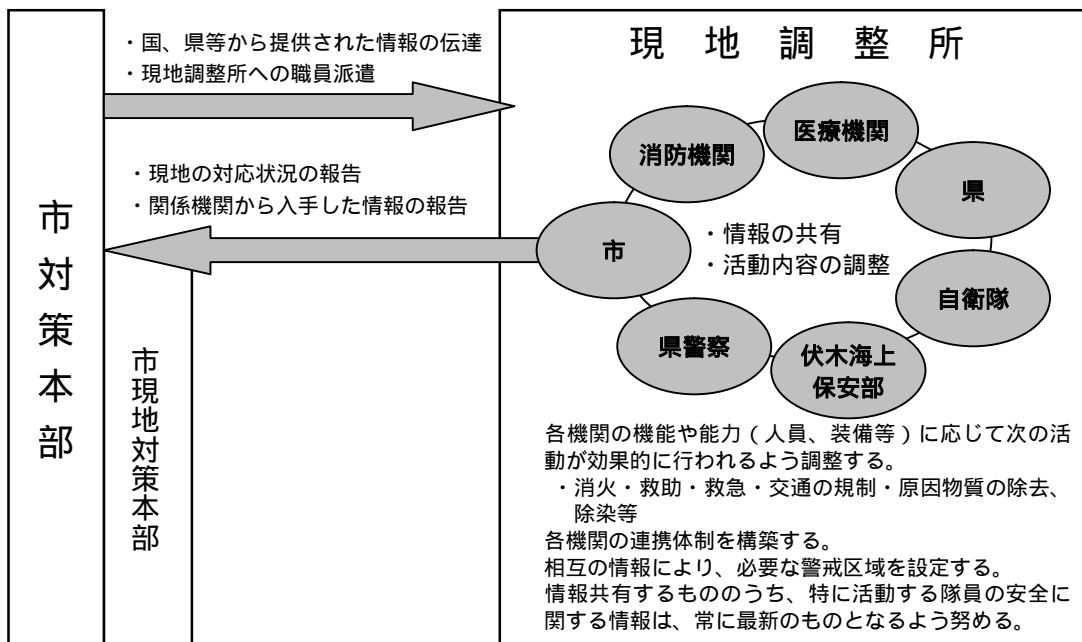 市対策本部
市現地対策本部
・国、県等から提供された情報の伝達
・現地調整所への職員派遣
・現地の対応状況の報告
・関係機関から入手した情報の報告
現地調整所
医療機関
消防機関
県
市
・情報の共有
・活動内容の調整
自衛隊
県警察
伏木海上
保安部
各機関の機能や能力（人員、装備等）に応じて次の活
動が効果的に行われるよう調整する。
・消火・救助・救急・交通の規制・原因物質の除去、
除染等
各機関の連携体制を構築する。
相互の情報により、必要な警戒区域を設定する。
情報共有するもののうち、特に活動する隊員の安全に
関する情報は、常に最新のものとなるよう努める。